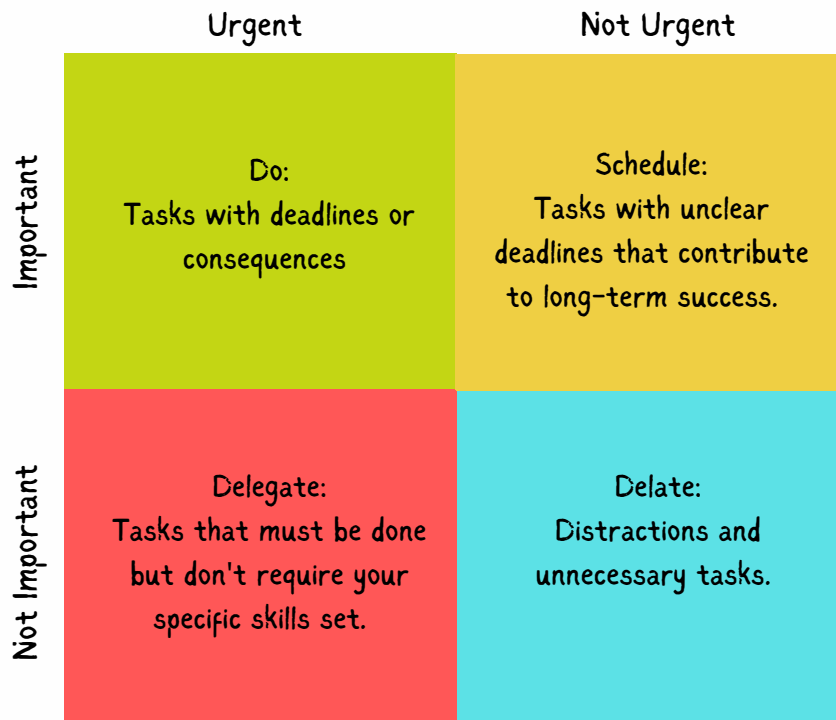 Urgent
Not Urgent
Important
Do:
Tasks with deadlines or
consequences
Schedule:
Tasks with unclear
deadlines that contribute
to long-term success.
Not Important
Delegate:
Tasks that must be done
but don't require your
specific skills set.
Delate:
Distractions and
unnecessary tasks.